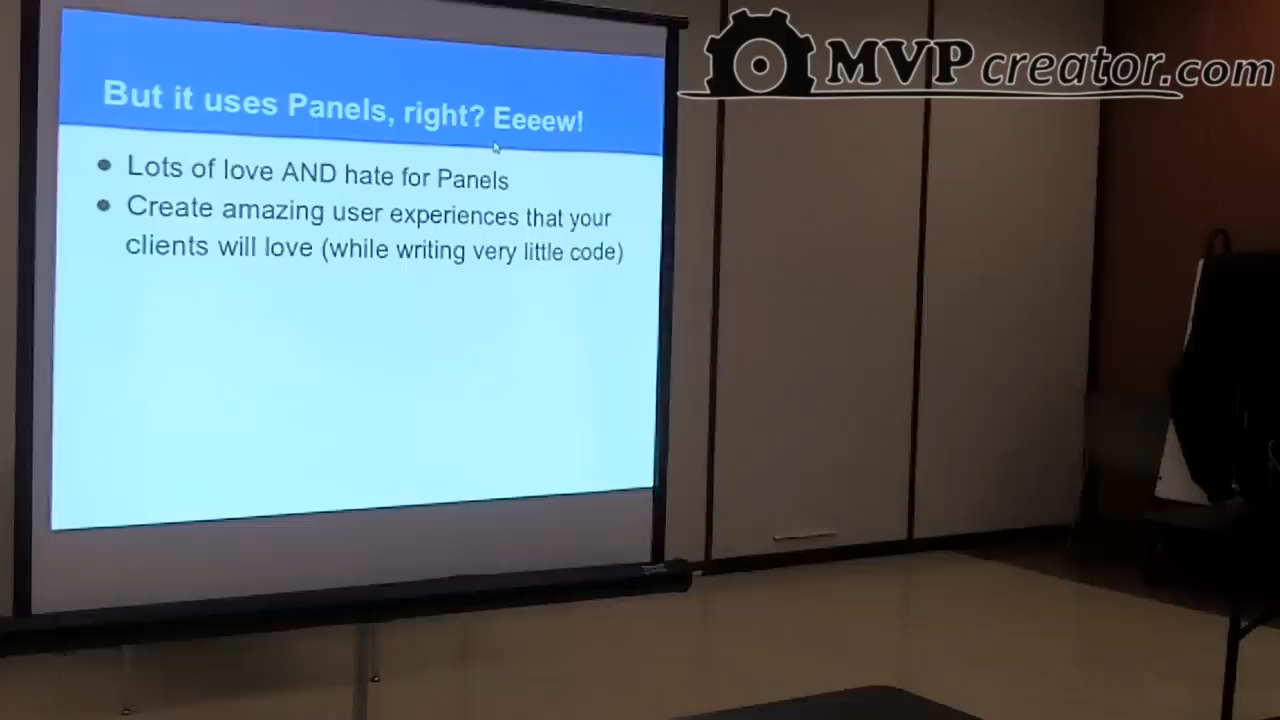 MVPcreator.com
But it uses Panels, right? Eeeew!
● Lots of love AND hate for Panels
● Create amazing user experiences that your
clients will love (while writing very little code)